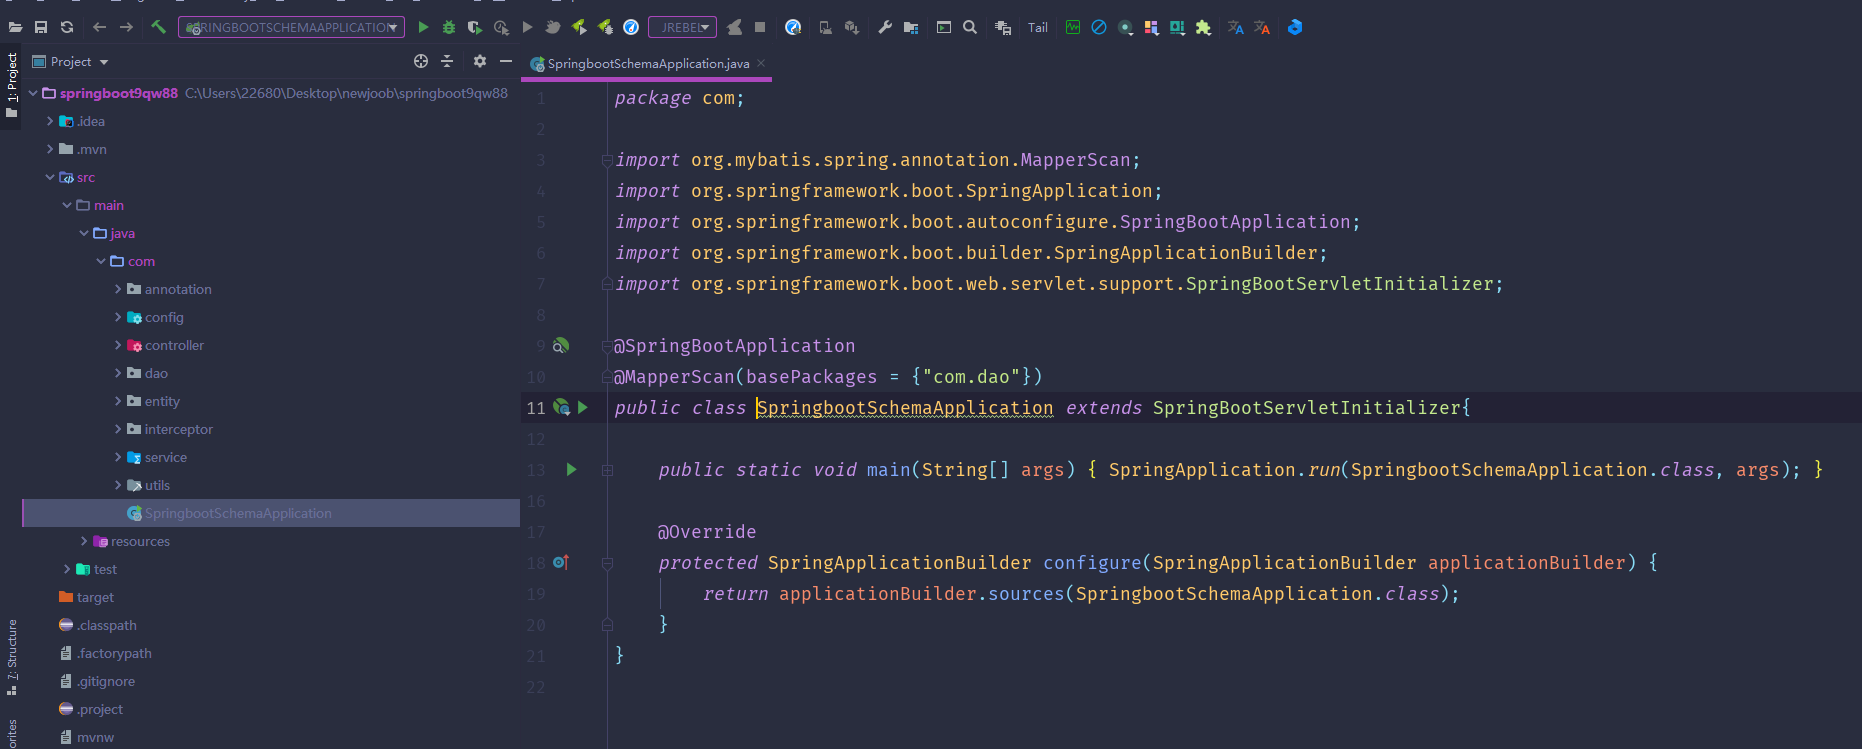 SPRINGBOOTSCHEMAAPPLICATION
JREBEL
Tail
1: Project
7: Structure
Project
springboot9qw88 C:\Users\22680\Desktop\newjoob\springboot9qw88
.idea
.mvn
src
main
java
com
annotation
config
controller
dao
entity
interceptor
service
utils
SpringbootSchemaApplication
resources
test
target
.classpath
.factorypath
.gitignore
.project
mvnw
SpringbootSchemaApplication.java
1 package com;
2
3 import org.mybatis.spring.annotation.MapperScan;
4 import org.springframework.boot.SpringApplication;
5 import org.springframework.boot.autoconfigure.SpringBootApplication;
6 import org.springframework.boot.builder.SpringApplicationBuilder;
7 import org.springframework.boot.web.servlet.support.SpringBootServletInitializer;
8
9 @SpringBootApplication
10 @MapperScan(basePackages = {"com.dao"})
11 public class SpringbootSchemaApplication extends SpringBootServletInitializer{
12
13 public static void main(String[] args) { SpringApplication.run(SpringbootSchemaApplication.class, args); }
16
17 @Override
18 protected SpringApplicationBuilder configure(SpringApplicationBuilder applicationBuilder) {
19 return applicationBuilder.sources(SpringbootSchemaApplication.class);
20 }
21 }
22